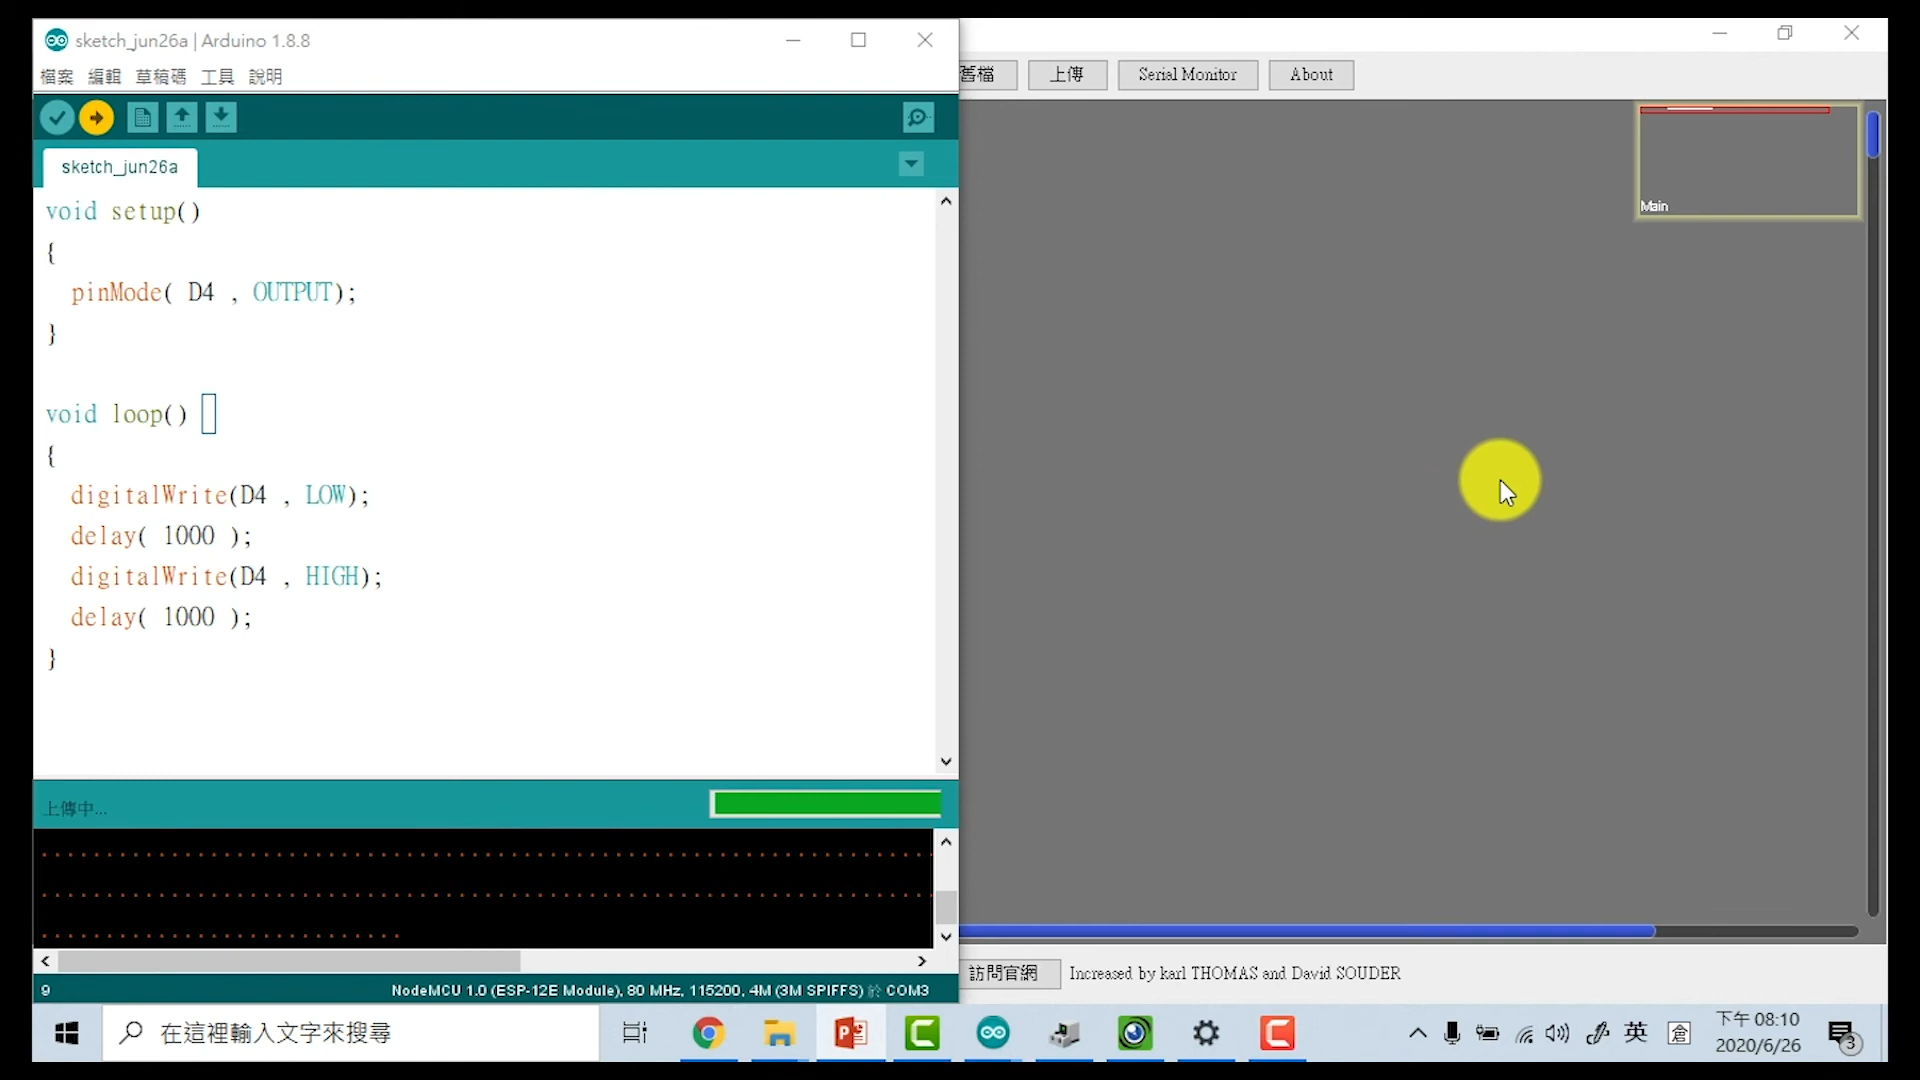 sketch_jun26a | Arduino 1.8.8
檔案 編輯 草稿碼 工具 說明
舊檔 上傳 Serial Monitor About
sketch_jun26a
void setup()
{
pinMode( D4 , OUTPUT);
}
void loop()
{
digitalWrite(D4 , LOW);
delay( 1000 );
digitalWrite(D4 , HIGH);
delay( 1000 );
}
Main
上傳中...
9
NodeMCU 1.0 (ESP-12E Module), 80 MHz, 115200, 4M (3M SPIFFS) 於 COM3
訪問官網 Increased by karl THOMAS and David SOUDER
在這裡輸入文字來搜尋
英 倉
下午 08:10
2020/6/26
3